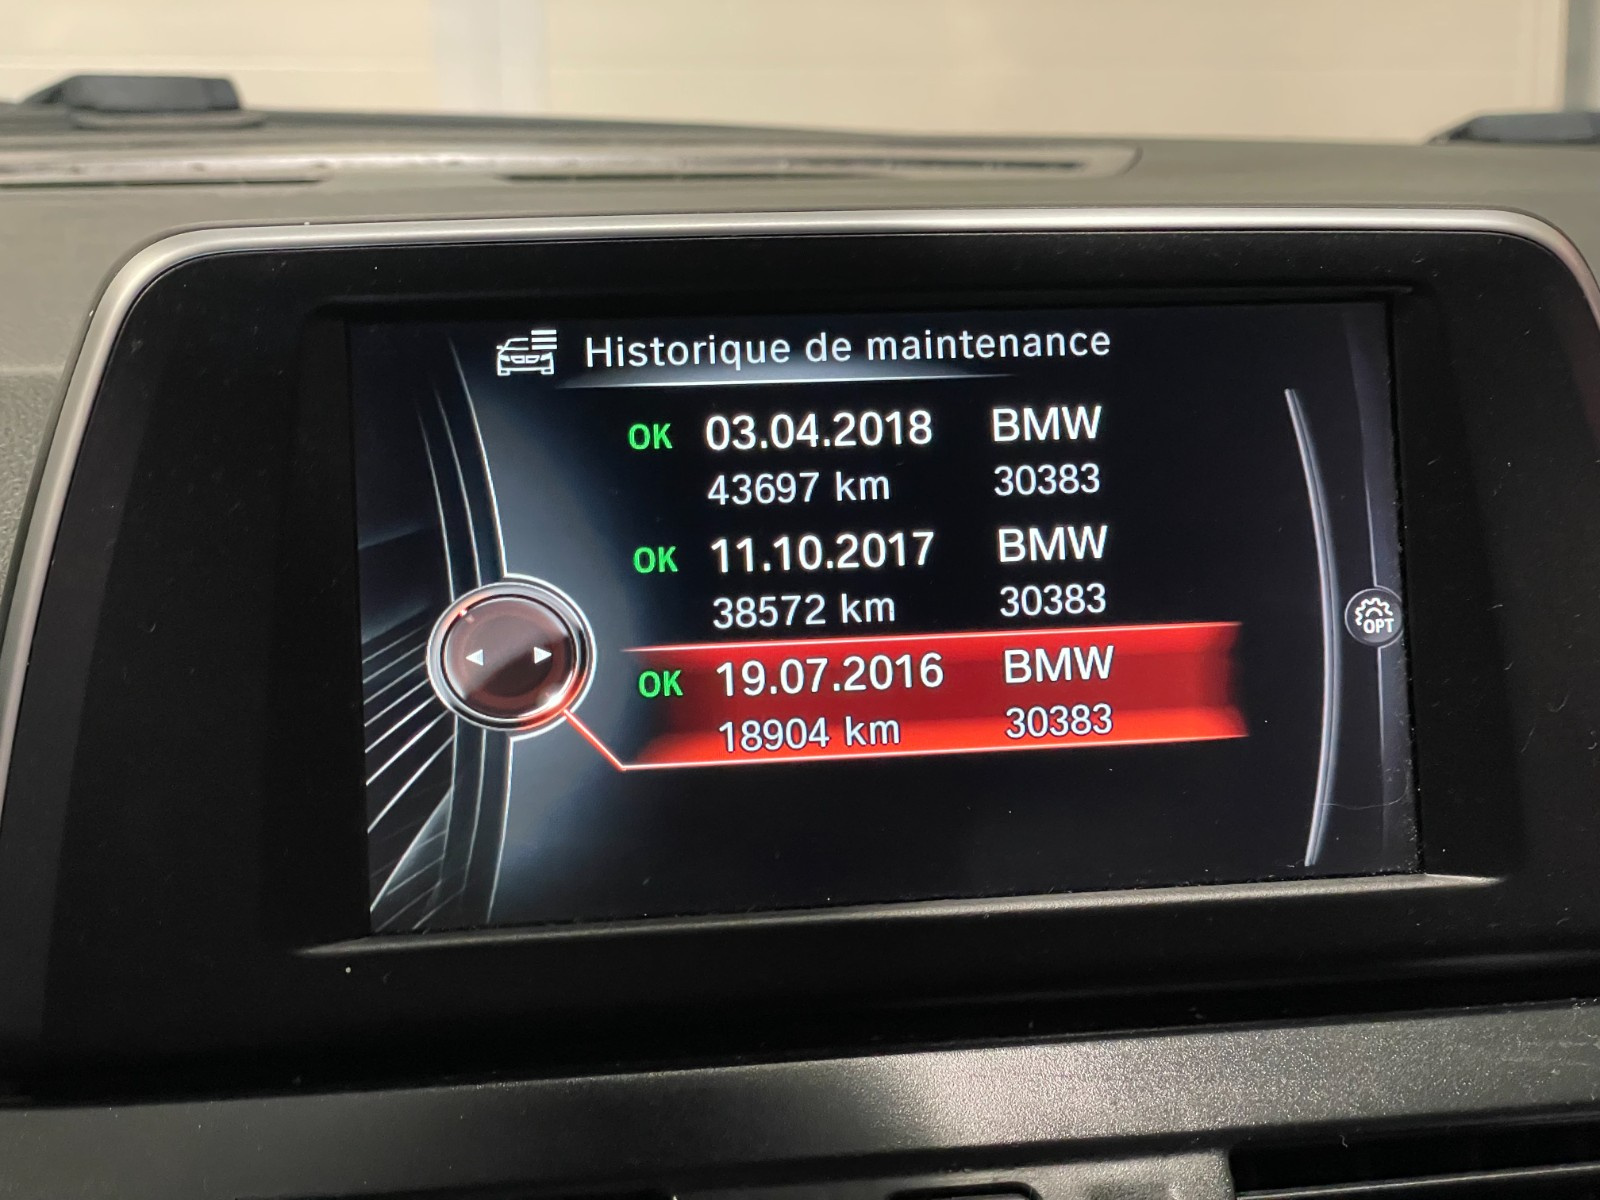 Historique de maintenance
OK 03.04.2018 BMW
43697 km 30383
OK 11.10.2017 BMW
38572 km 30383
OK 19.07.2016 BMW
18904 km 30383
OPT